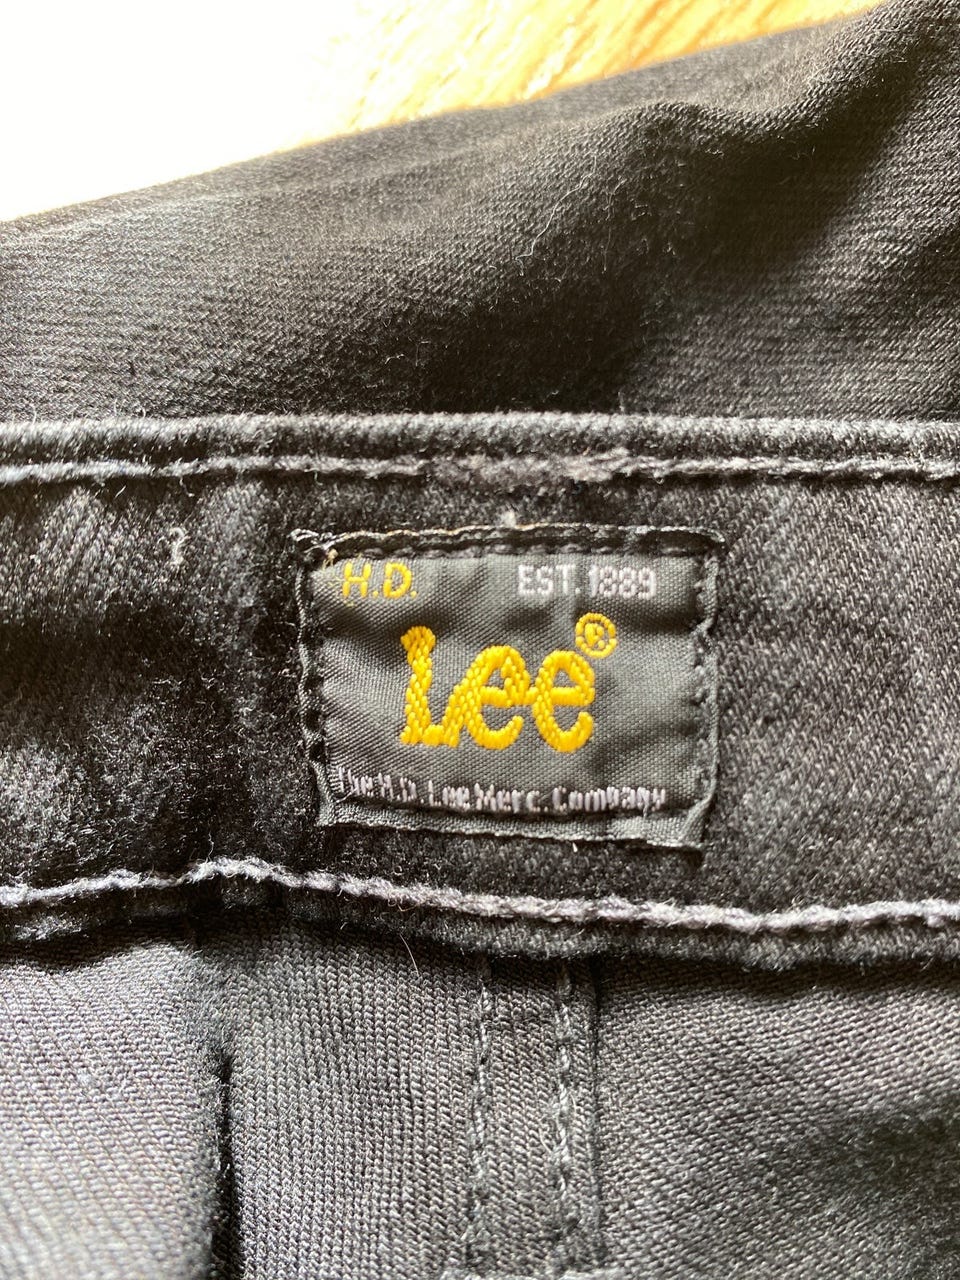 H.D. EST. 1889
Lee®
The H.D. Lee Merc. Company